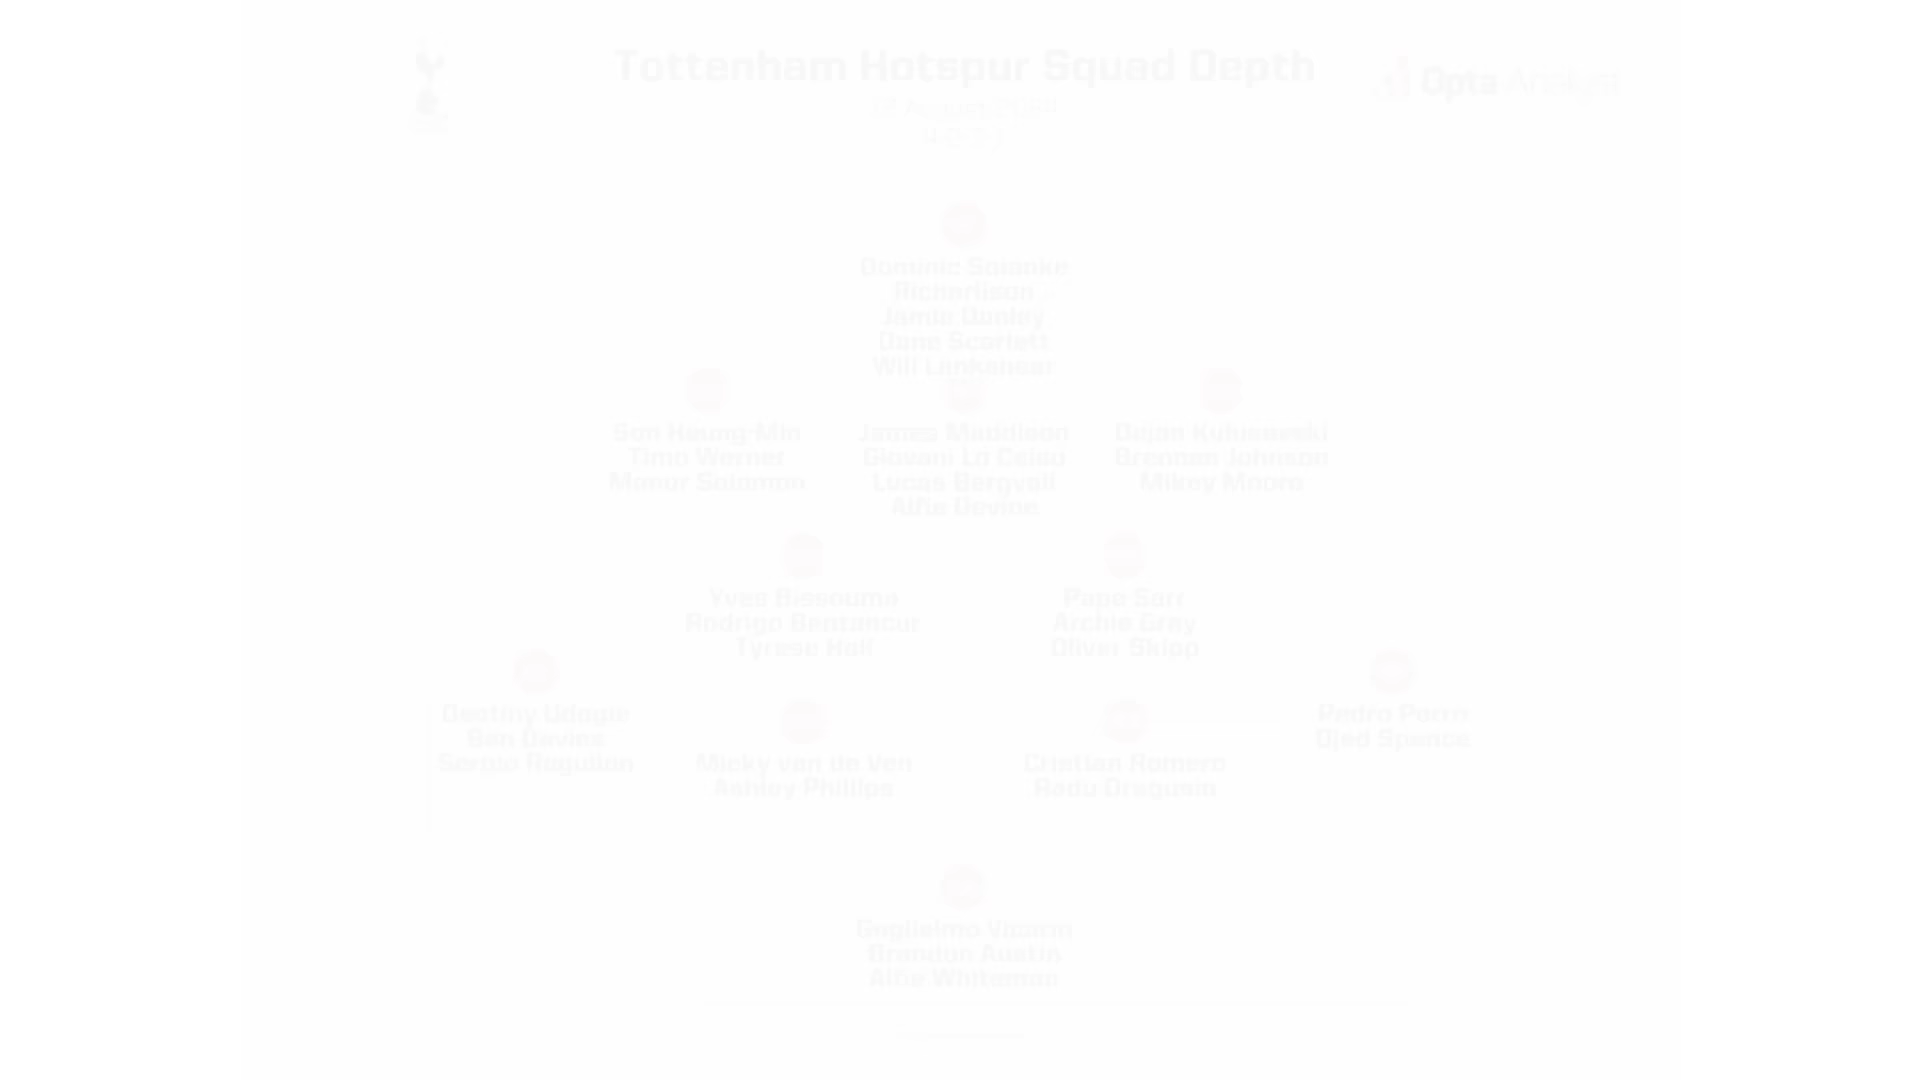 Tottenham Hotspur Squad Depth
Opta Analyst
August 2024
4-2-3-1
Dominic Solanke
Richarlison
Jamie Donley
Dane Scarlett
Will Lankshear
Son Heung-Min
Timo Werner
Manor Solomon
James Maddison
Giovani Lo Celso
Lucas Bergvall
Alfie Devine
Dejan Kulusevski
Brennan Johnson
Mikey Moore
Yves Bissouma
Rodrigo Bentancur
Tyrese Hall
Pape Sarr
Archie Gray
Oliver Skipp
Destiny Udogie
Ben Davies
Sergio Reguilon
Micky van de Ven
Ashley Phillips
Cristian Romero
Radu Dragusin
Pedro Porro
Djed Spence
Guglielmo Vicario
Brandon Austin
Alfie Whiteman